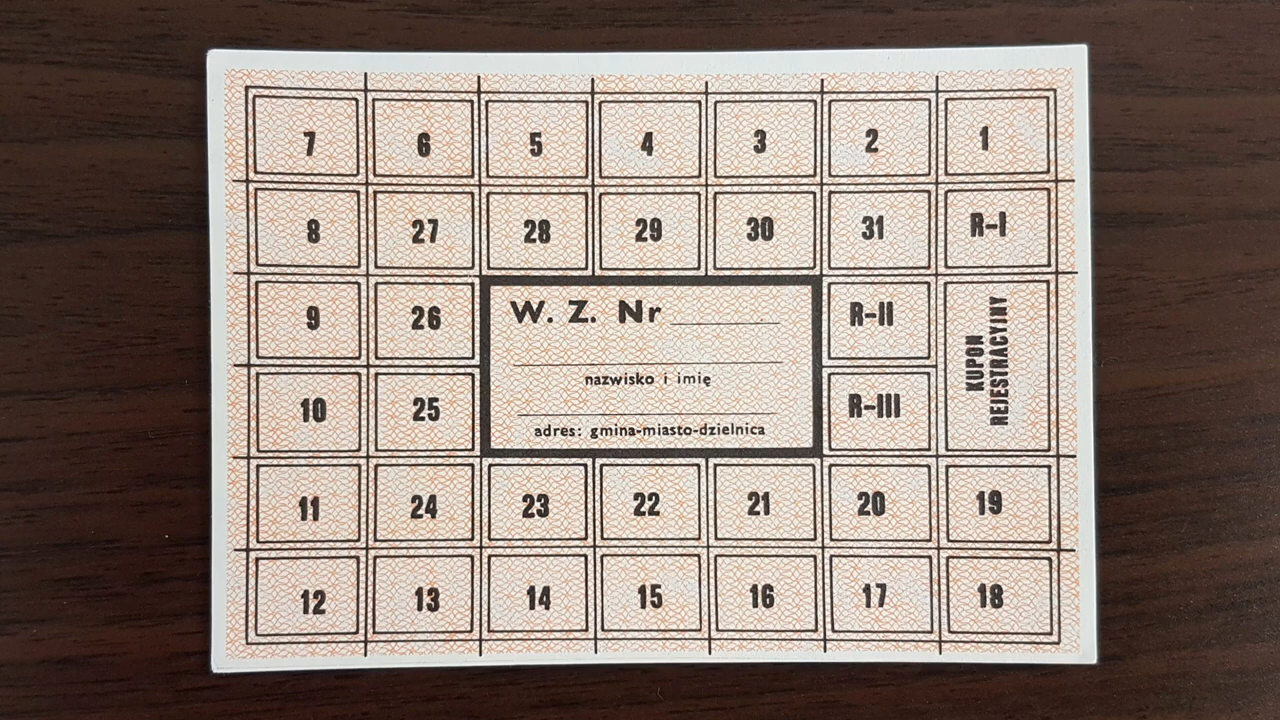 7 6 5 4 3 2 1
8 27 28 29 30 31 R-I
9 26 W. Z. Nr R-II KUPON
REJESTRACYJNY
nazwisko i imię
10 25 adres: gmina-miasto-dzielnica R-III
11 24 23 22 21 20 19
12 13 14 15 16 17 18